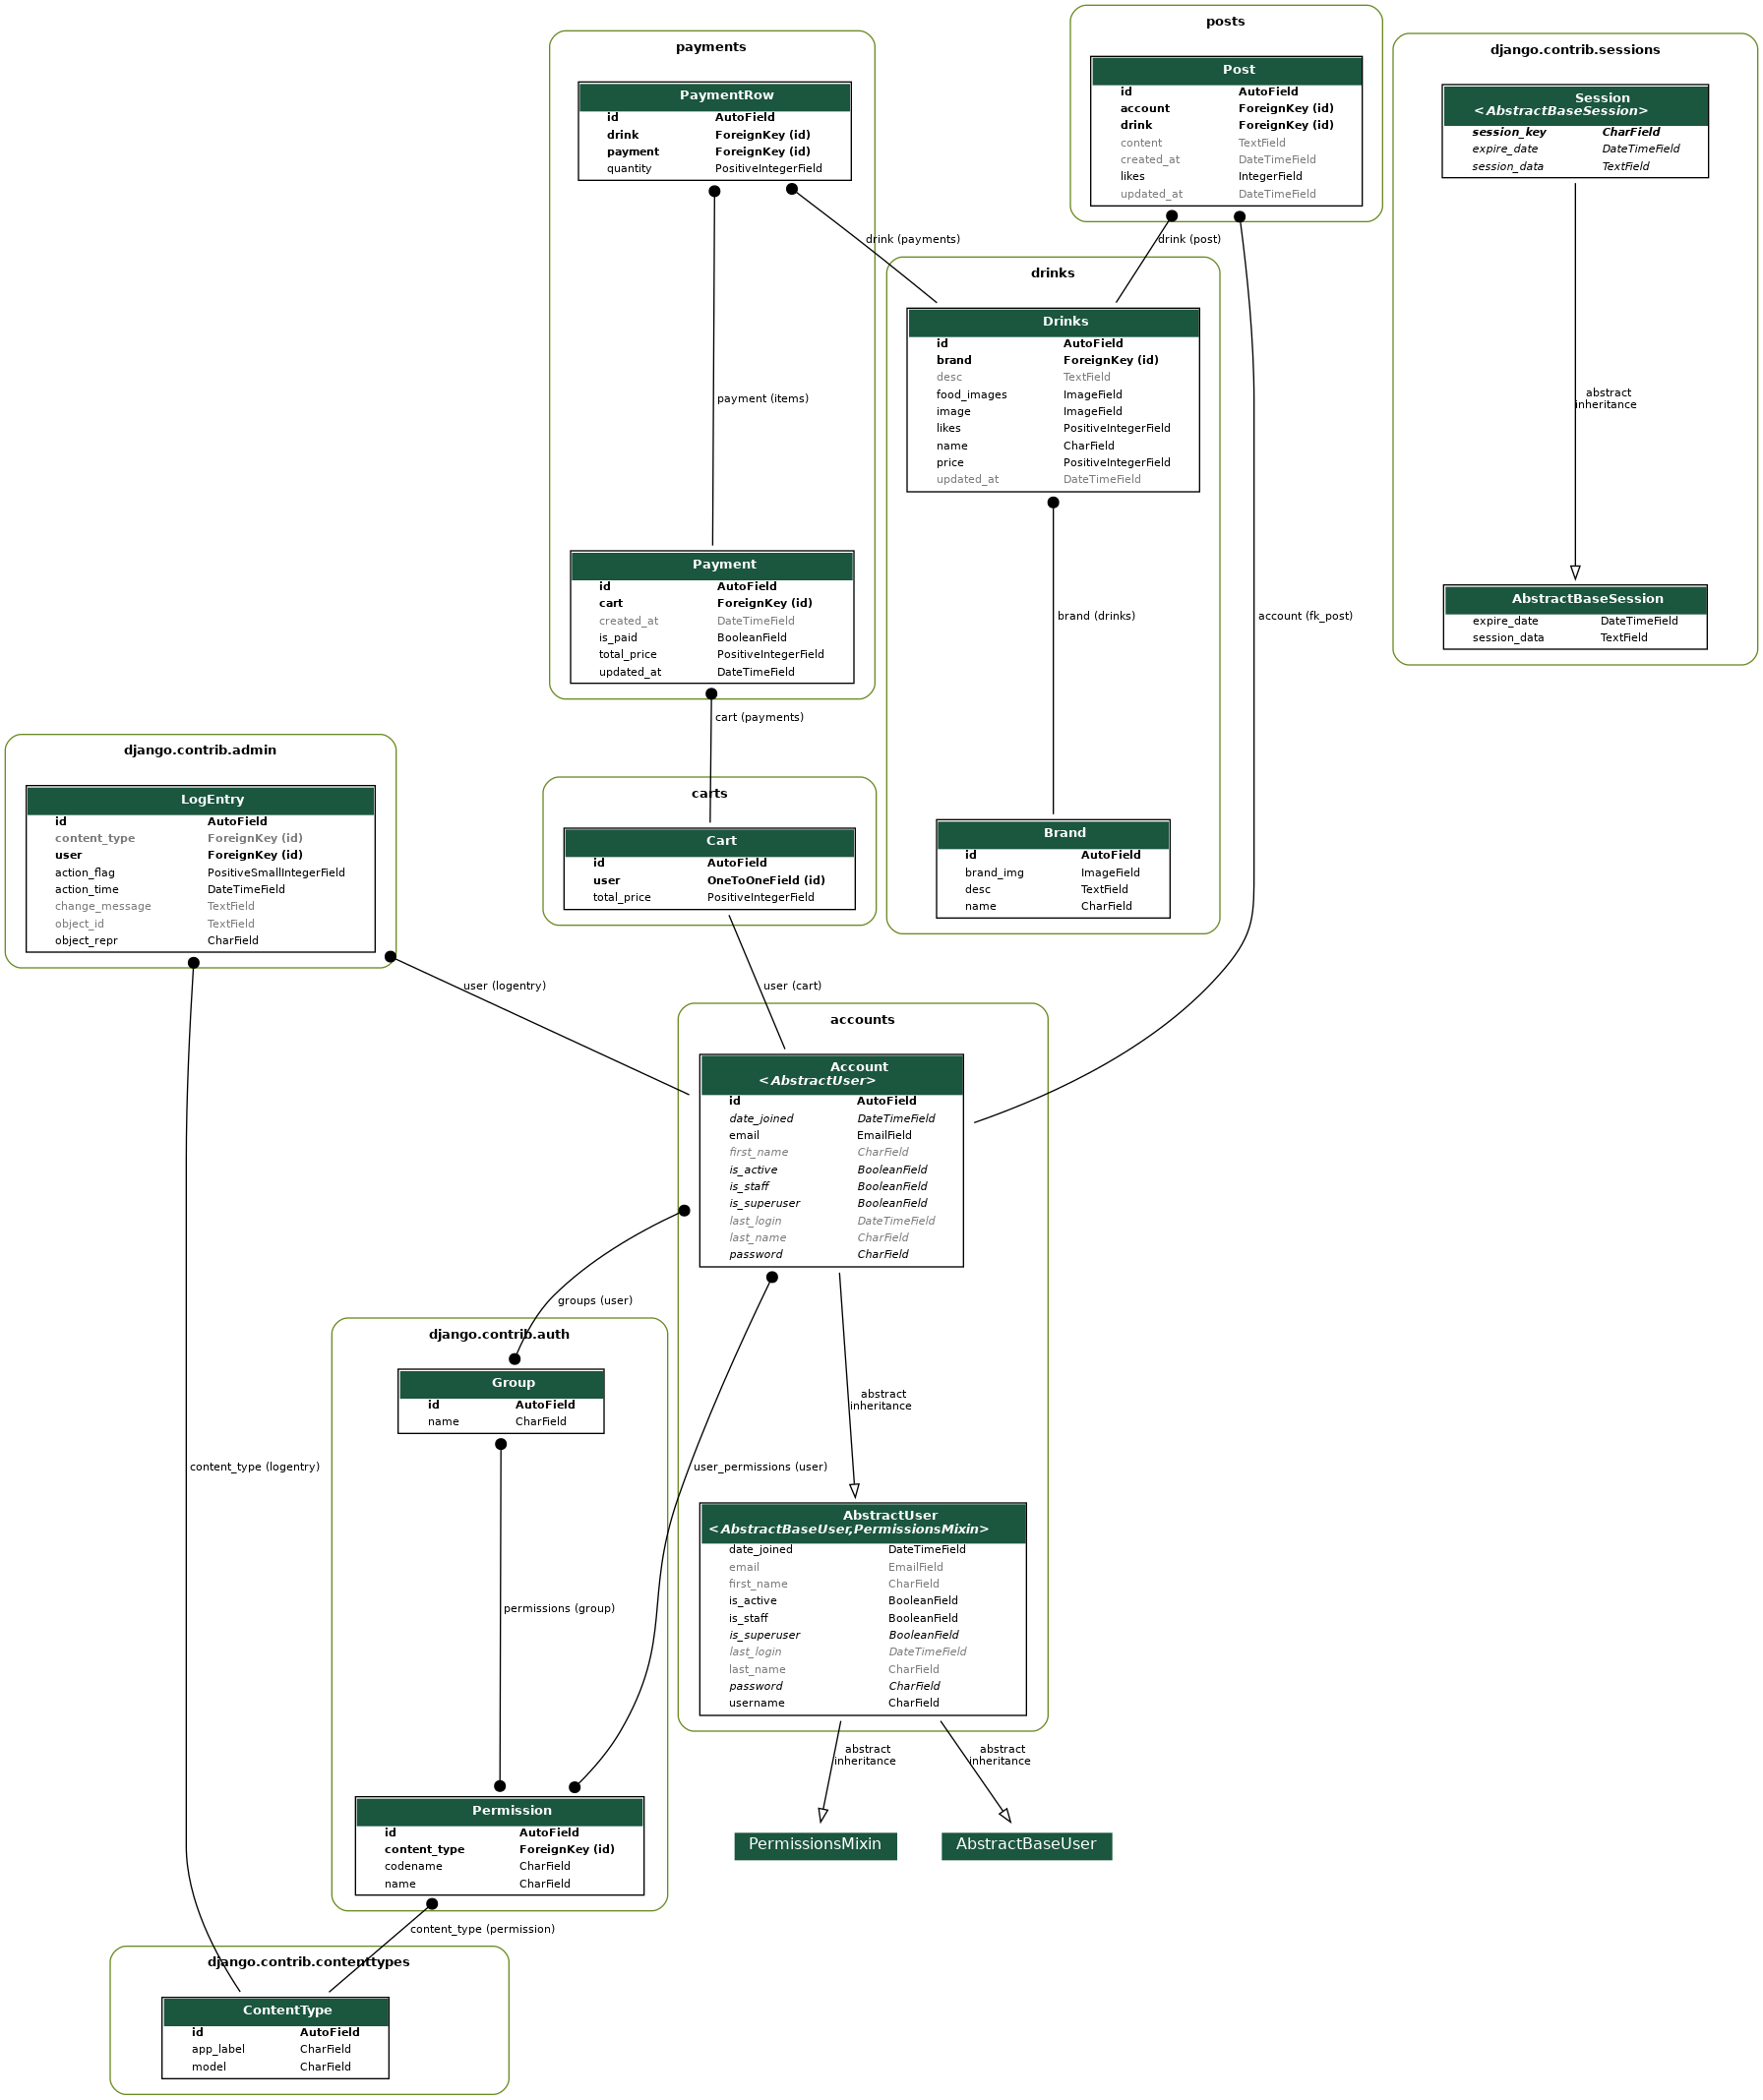 payments
PaymentRow
id AutoField
drink ForeignKey (id)
payment ForeignKey (id)
quantity PositiveIntegerField
posts
Post
id AutoField
account ForeignKey (id)
drink ForeignKey (id)
content TextField
created_at DateTimeField
likes IntegerField
updated_at DateTimeField
django.contrib.sessions
Session
<AbstractBaseSession>
session_key CharField
expire_date DateTimeField
session_data TextField
drink (payments)
drink (post)
drinks
Drinks
id AutoField
brand ForeignKey (id)
desc TextField
food_images ImageField
image ImageField
likes PositiveIntegerField
name CharField
price PositiveIntegerField
updated_at DateTimeField
payment (items)
abstract
inheritance
Payment
id AutoField
cart ForeignKey (id)
created_at DateTimeField
is_paid BooleanField
total_price PositiveIntegerField
updated_at DateTimeField
brand (drinks)
account (fk_post)
AbstractBaseSession
expire_date DateTimeField
session_data TextField
cart (payments)
django.contrib.admin
LogEntry
id AutoField
content_type ForeignKey (id)
user ForeignKey (id)
action_flag PositiveSmallIntegerField
action_time DateTimeField
change_message TextField
object_id TextField
object_repr CharField
carts
Cart
id AutoField
user OneToOneField (id)
total_price PositiveIntegerField
Brand
id AutoField
brand_img ImageField
desc TextField
name CharField
user (logentry)
user (cart)
accounts
Account
<AbstractUser>
id AutoField
date_joined DateTimeField
email EmailField
first_name CharField
is_active BooleanField
is_staff BooleanField
is_superuser BooleanField
last_login DateTimeField
last_name CharField
password CharField
groups (user)
django.contrib.auth
Group
id AutoField
name CharField
abstract
inheritance
content_type (logentry)
user_permissions (user)
AbstractUser
<AbstractBaseUser,PermissionsMixin>
date_joined DateTimeField
email EmailField
first_name CharField
is_active BooleanField
is_staff BooleanField
is_superuser BooleanField
last_login DateTimeField
last_name CharField
password CharField
username CharField
permissions (group)
abstract
inheritance
abstract
inheritance
Permission
id AutoField
content_type ForeignKey (id)
codename CharField
name CharField
PermissionsMixin
AbstractBaseUser
content_type (permission)
django.contrib.contenttypes
ContentType
id AutoField
app_label CharField
model CharField